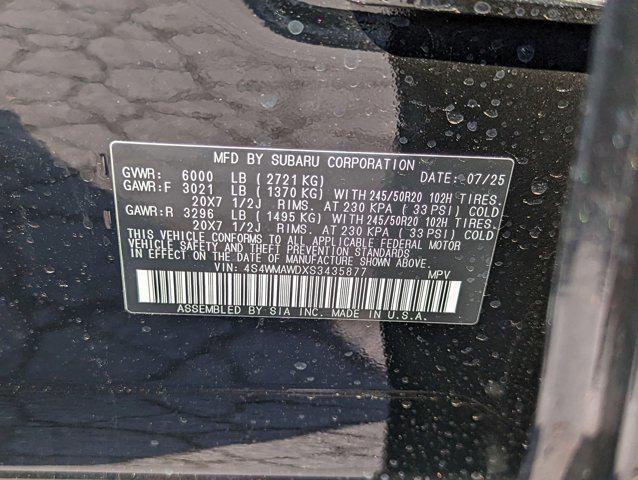 MFD BY SUBARU CORPORATION DATE: 07/25
GVWR: 6000 LB (2721 KG)
GAWR:F 3021 LB (1370 KG) WITH 245/50R20 102H TIRES.
20X7 1/2J RIMS. AT 230 KPA (33 PSI) COLD
GAWR:R 3296 LB (1495 KG) WITH 245/50R20 102H TIRES.
20X7 1/2J RIMS. AT 230 KPA (33 PSI) COLD
THIS VEHICLE CONFORMS TO ALL APPLICABLE FEDERAL MOTOR
VEHICLE SAFETY AND THEFT PREVENTION STANDARDS
IN EFFECT ON THE DATE OF MANUFACTURE SHOWN ABOVE.
VIN: 4S4WMAWDXS3435877 MPV
ASSEMBLED BY SIA INC. MADE IN U.S.A.